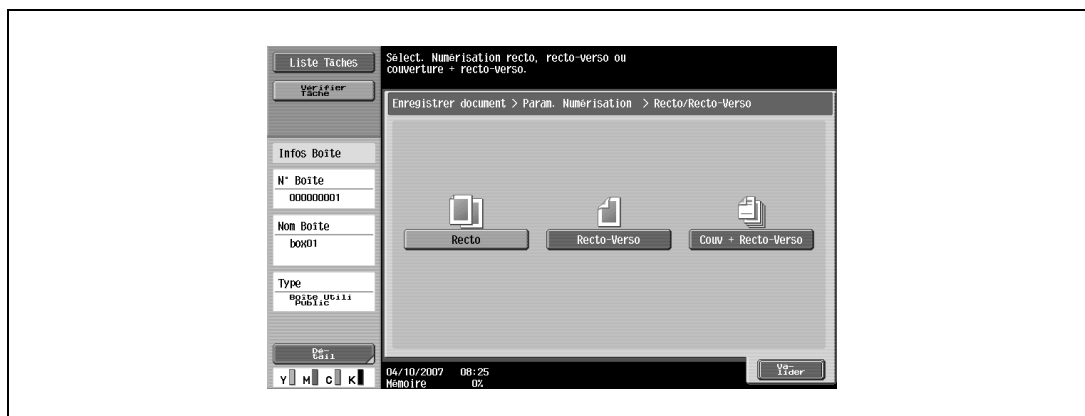 Liste Tâches
Vérifier
Tâche
Sélect. Numérisation recto, recto-verso ou
couverture + recto-verso.
Enregistrer document > Param. Numérisation > Recto/Recto-Verso
Infos Boîte
N° Boîte
000000001
Nom Boîte
box01
Type
Boîte Utili
Public
Recto
Recto-Verso
Couv + Recto-Verso
Dé-
tail
Y M C K
04/10/2007 08:25
Mémoire 0%
Va-
lider